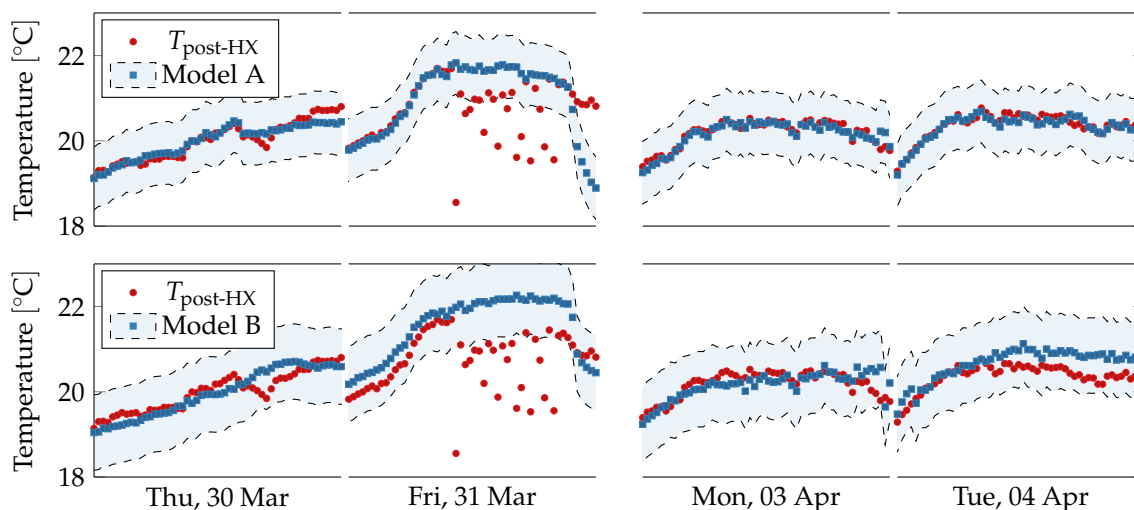 Temperature [°C]
22
20
18
T_post-HX
Model A
Temperature [°C]
22
20
18
T_post-HX
Model B
Thu, 30 Mar
Fri, 31 Mar
Mon, 03 Apr
Tue, 04 Apr